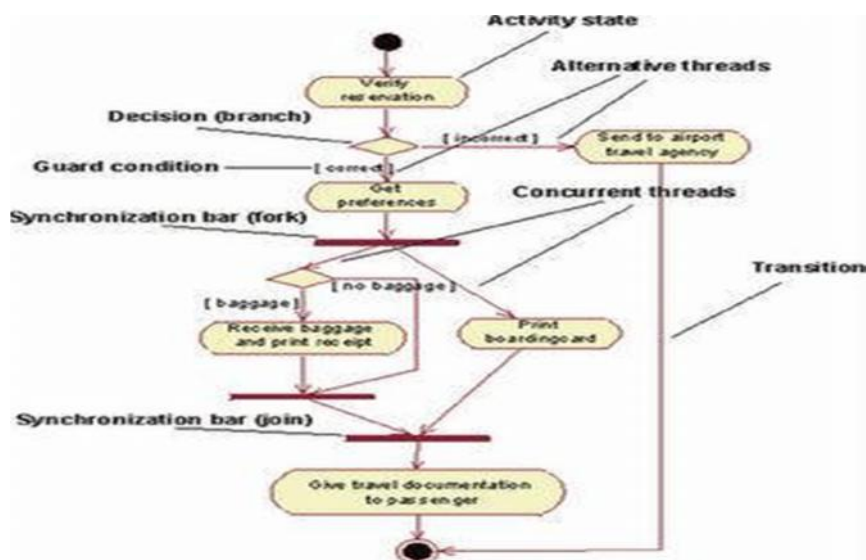 Activity state
Alternative threads
Verify
reservation
Decision (branch)
[ incorrect ]
Send to airport
travel agency
Guard condition
[ correct ]
Get
preferences
Concurrent threads
Synchronization bar (fork)
[ no baggage ]
Transition
[ baggage ]
Receive baggage
and print receipt
Print
boardingcard
Synchronization bar (join)
Give travel documentation
to passenger